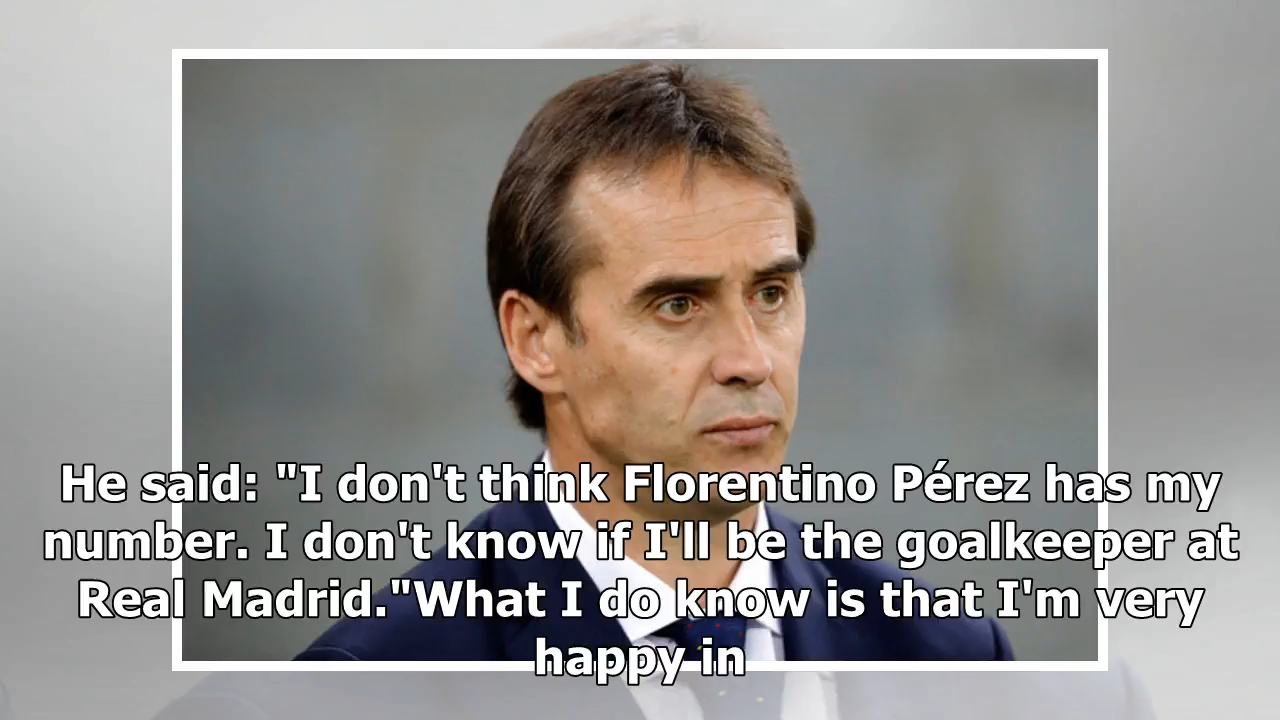 He said: "I don't think Florentino Pérez has my
number. I don't know if I'll be the goalkeeper at
Real Madrid."What I do know is that I'm very
happy in